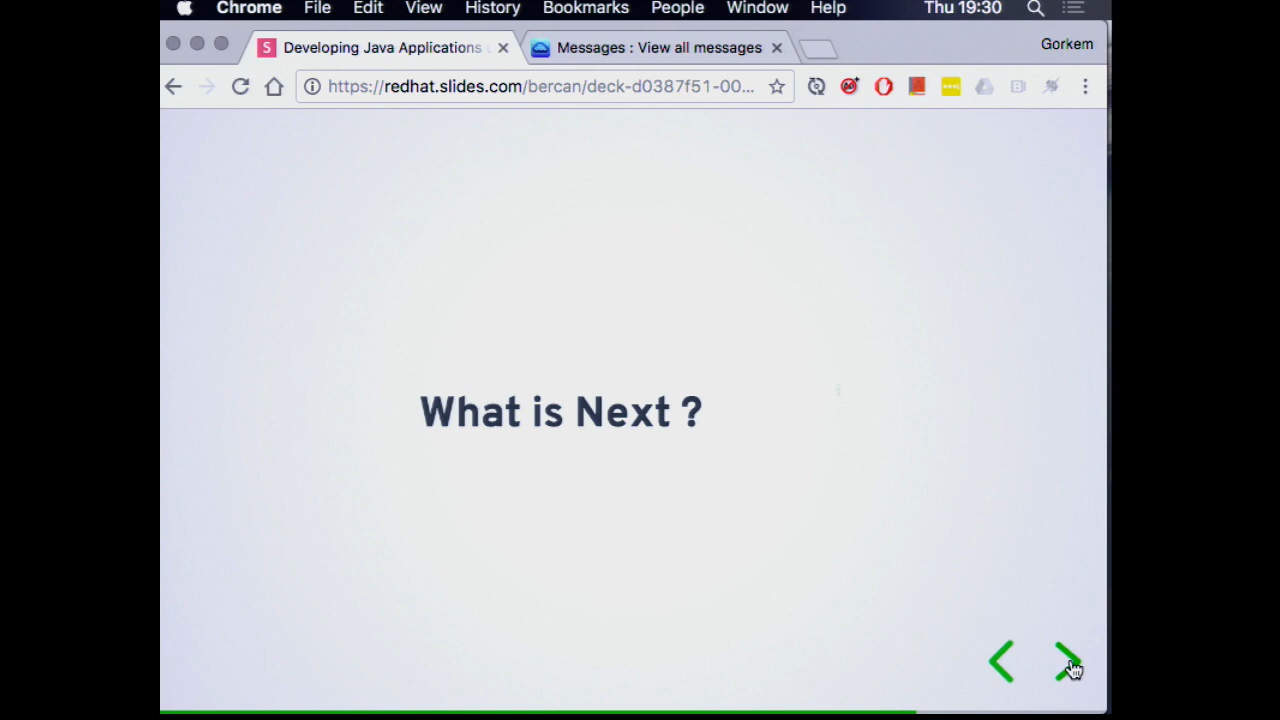 Chrome File Edit View History Bookmarks People Window Help Thu 19:30
S Developing Java Applications Messages : View all messages Gorkem
https://redhat.slides.com/bercan/deck-d0387f51-00...
What is Next ?